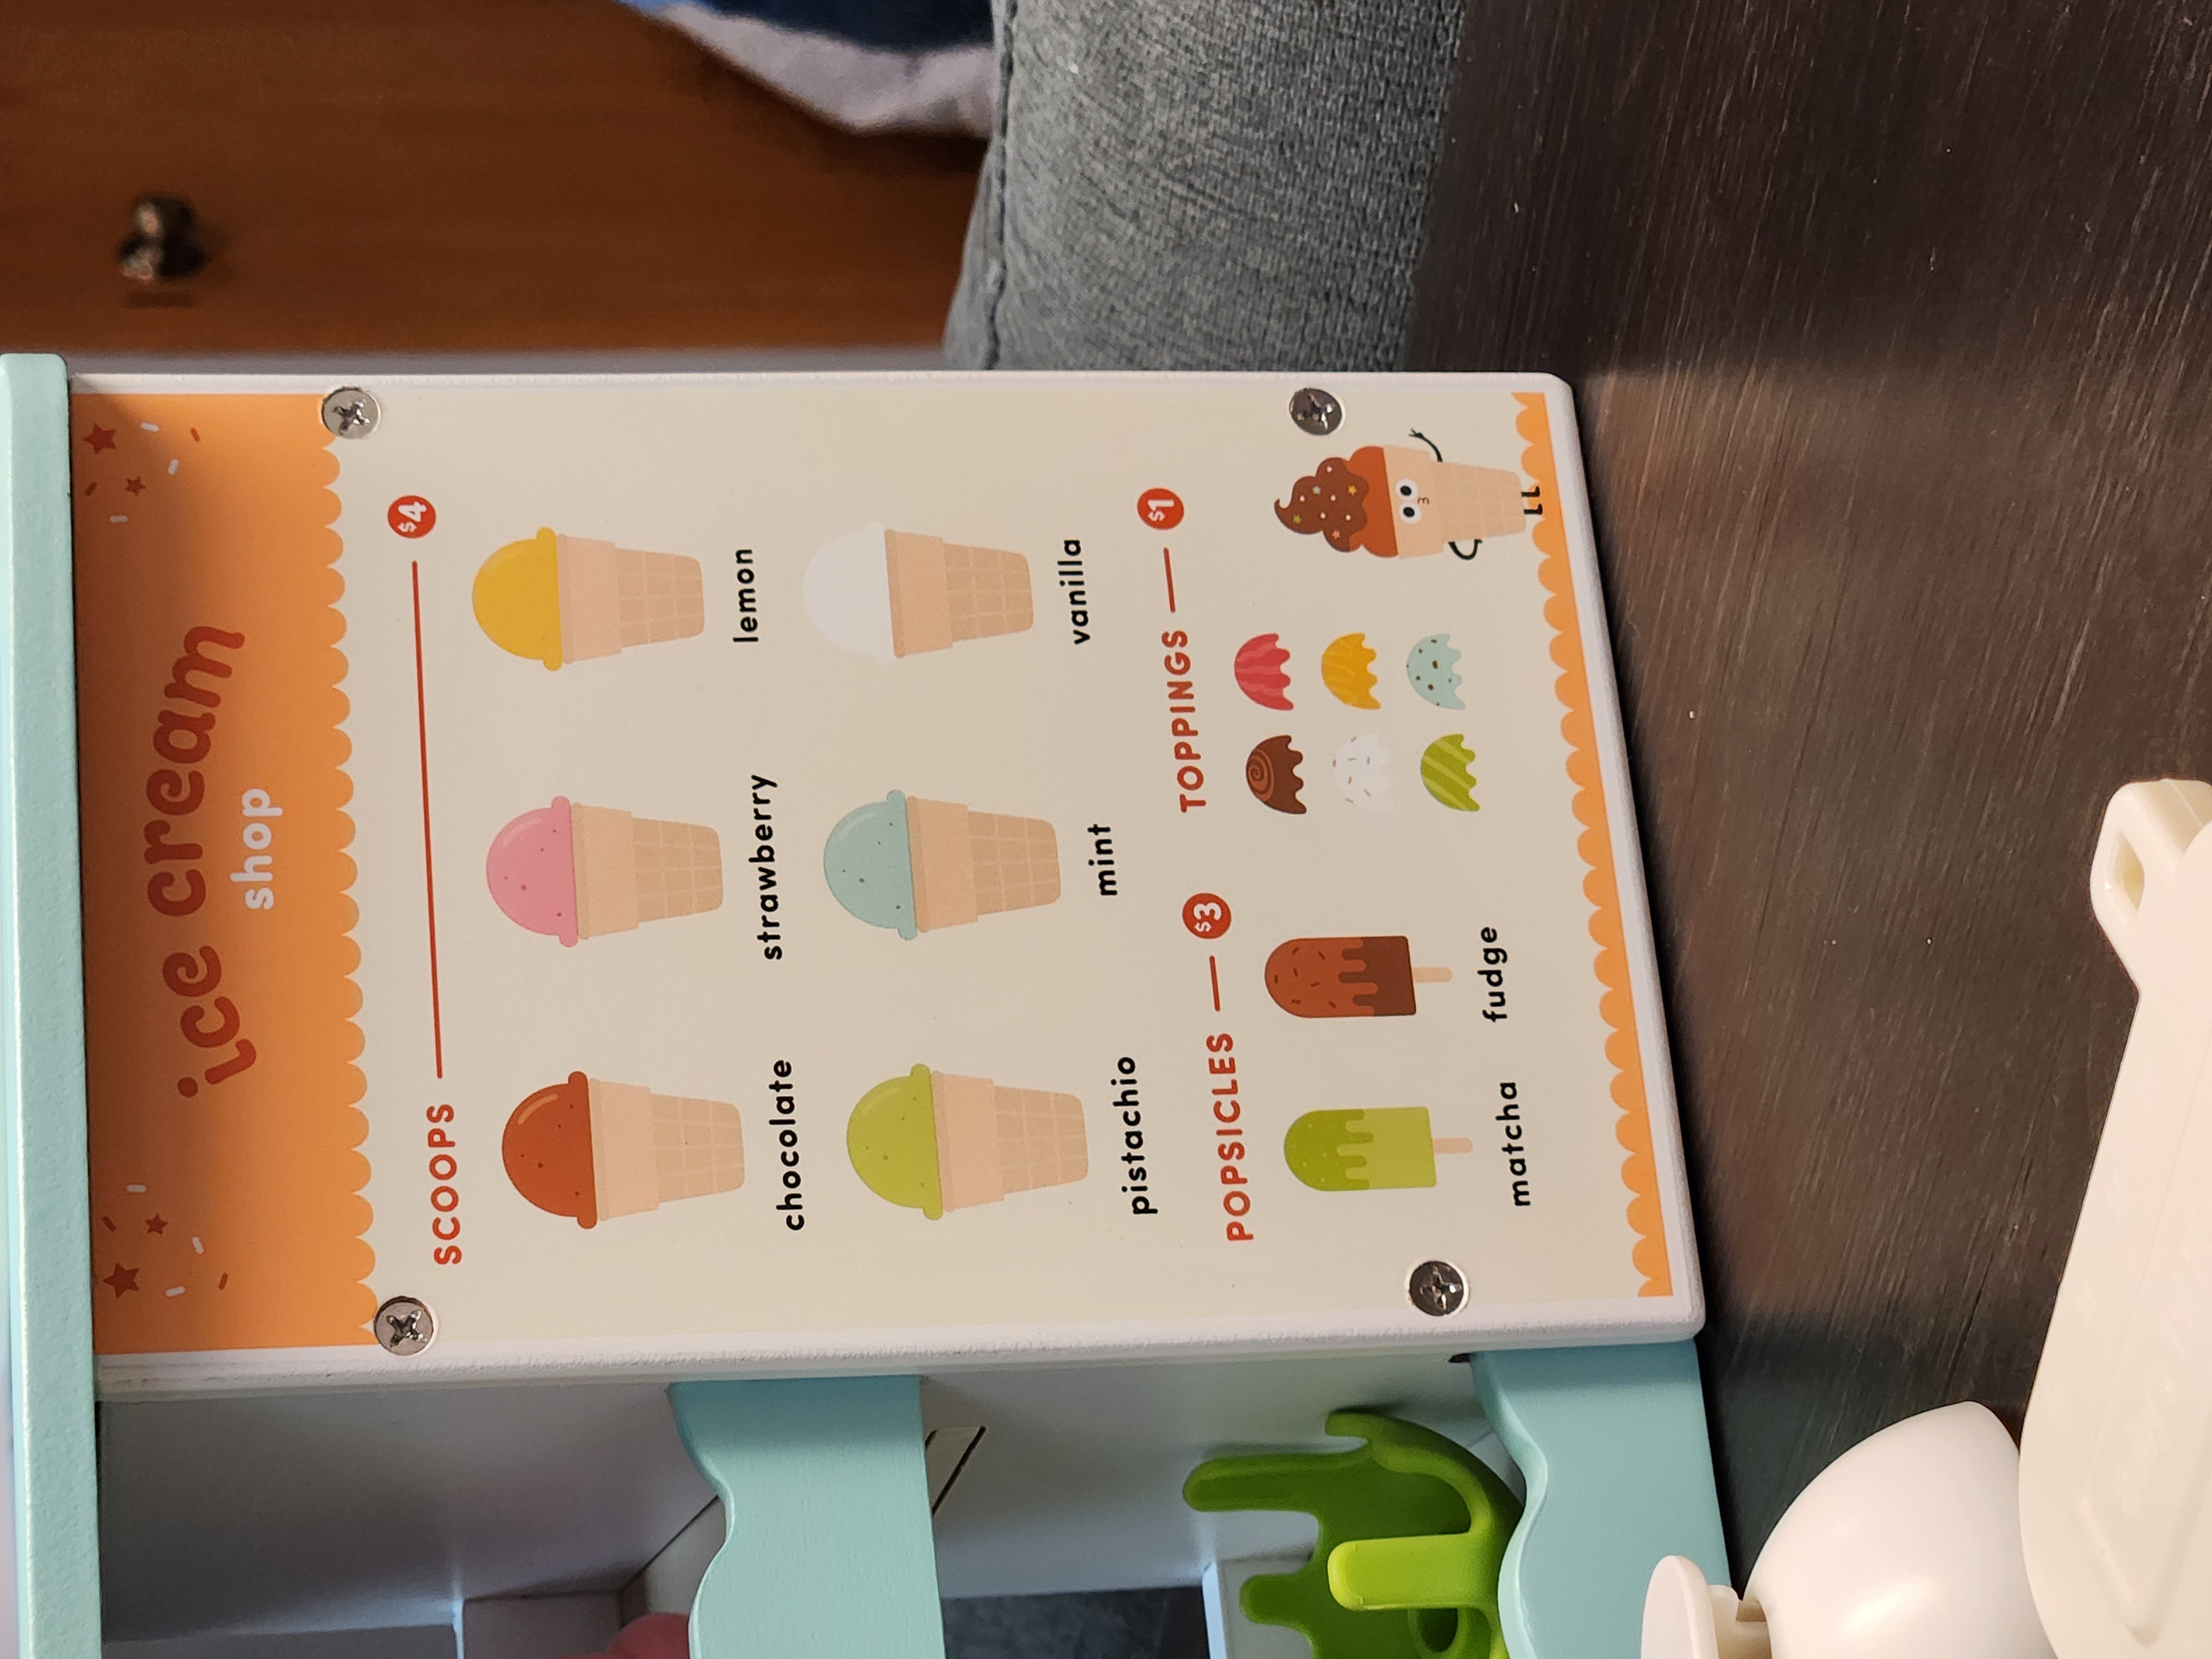 ice cream
shop
SCOOPS $4
chocolate strawberry lemon
pistachio mint vanilla
POPSICLES $3 TOPPINGS $1
matcha fudge